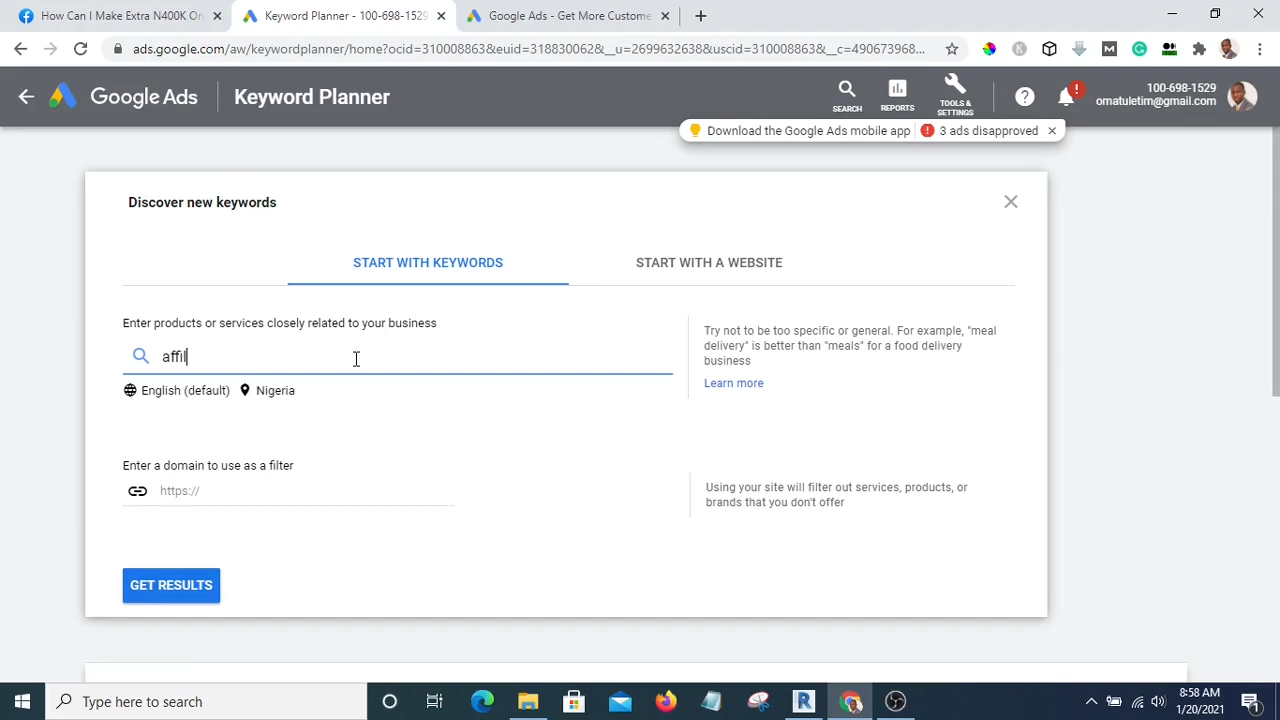 How Can I Make Extra N400K On
Keyword Planner - 100-698-1529
Google Ads - Get More Custome
ads.google.com/aw/keywordplanner/home?ocid=310008863&euid=318830062&__u=2699632638&uscid=310008863&__c=490673968...
Google Ads
Keyword Planner
SEARCH
REPORTS
TOOLS &
SETTINGS
100-698-1529
omatuletim@gmail.com
Download the Google Ads mobile app
3 ads disapproved
Discover new keywords
START WITH KEYWORDS
START WITH A WEBSITE
Enter products or services closely related to your business
affil
English (default)
Nigeria
Try not to be too specific or general. For example, "meal
delivery" is better than "meals" for a food delivery
business
Learn more
Enter a domain to use as a filter
https://
Using your site will filter out services, products, or
brands that you don't offer
GET RESULTS
Type here to search
8:58 AM
1/20/2021